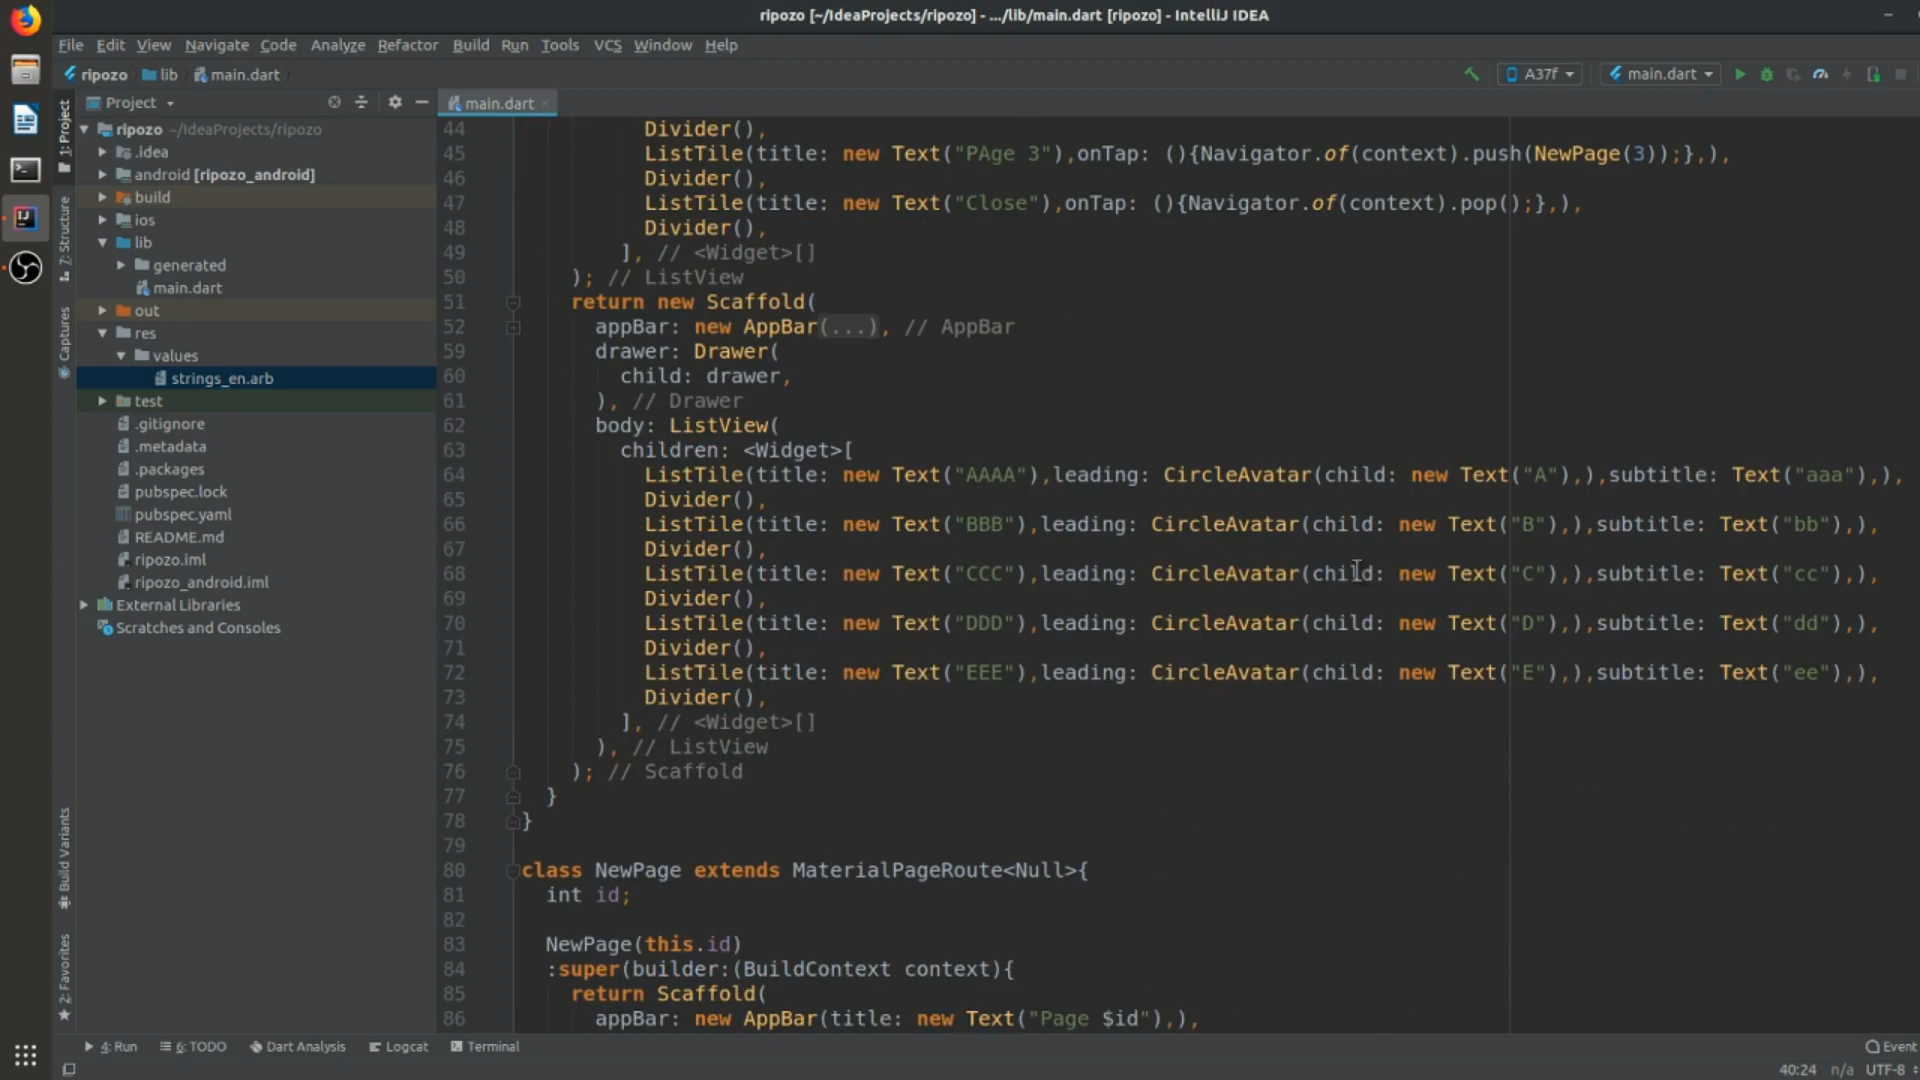 ripozo [~/IdeaProjects/ripozo] - .../lib/main.dart [ripozo] - IntelliJ IDEA
File Edit View Navigate Code Analyze Refactor Build Run Tools VCS Window Help
ripozo lib main.dart A37f main.dart
Project main.dart
1: Project
7: Structure
Captures
Build Variants
2: Favorites
ripozo ~/IdeaProjects/ripozo
.idea
android [ripozo_android]
build
ios
lib
generated
main.dart
out
res
values
strings_en.arb
test
.gitignore
.metadata
.packages
pubspec.lock
pubspec.yaml
README.md
ripozo.iml
ripozo_android.iml
External Libraries
Scratches and Consoles
44 Divider(),
45 ListTile(title: new Text("PAge 3"),onTap: (){Navigator.of(context).push(NewPage(3));},),
46 Divider(),
47 ListTile(title: new Text("Close"),onTap: (){Navigator.of(context).pop();},),
48 Divider(),
49 ], // <Widget>[]
50 ); // ListView
51 return new Scaffold(
52 appBar: new AppBar(...), // AppBar
59 drawer: Drawer(
60 child: drawer,
61 ), // Drawer
62 body: ListView(
63 children: <Widget>[
64 ListTile(title: new Text("AAAA"),leading: CircleAvatar(child: new Text("A"),),subtitle: Text("aaa"),),
65 Divider(),
66 ListTile(title: new Text("BBB"),leading: CircleAvatar(child: new Text("B"),),subtitle: Text("bb"),),
67 Divider(),
68 ListTile(title: new Text("CCC"),leading: CircleAvatar(child: new Text("C"),),subtitle: Text("cc"),),
69 Divider(),
70 ListTile(title: new Text("DDD"),leading: CircleAvatar(child: new Text("D"),),subtitle: Text("dd"),),
71 Divider(),
72 ListTile(title: new Text("EEE"),leading: CircleAvatar(child: new Text("E"),),subtitle: Text("ee"),),
73 Divider(),
74 ], // <Widget>[]
75 ), // ListView
76 ); // Scaffold
77 }
78 }
79
80 class NewPage extends MaterialPageRoute<Null>{
81 int id;
82
83 NewPage(this.id)
84 :super(builder:(BuildContext context){
85 return Scaffold(
86 appBar: new AppBar(title: new Text("Page $id"),),
4: Run 6: TODO Dart Analysis Logcat Terminal Event
40:24 n/a UTF-8